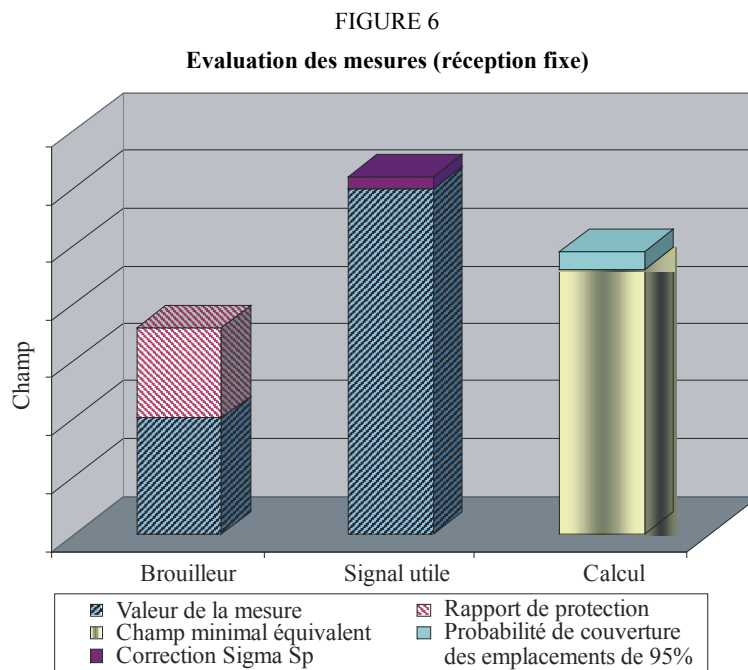 FIGURE 6
Evaluation des mesures (réception fixe)
Champ
Brouilleur
Signal utile
Calcul
Valeur de la mesure
Champ minimal équivalent
Correction Sigma Sp
Rapport de protection
Probabilité de couverture
des emplacements de 95%